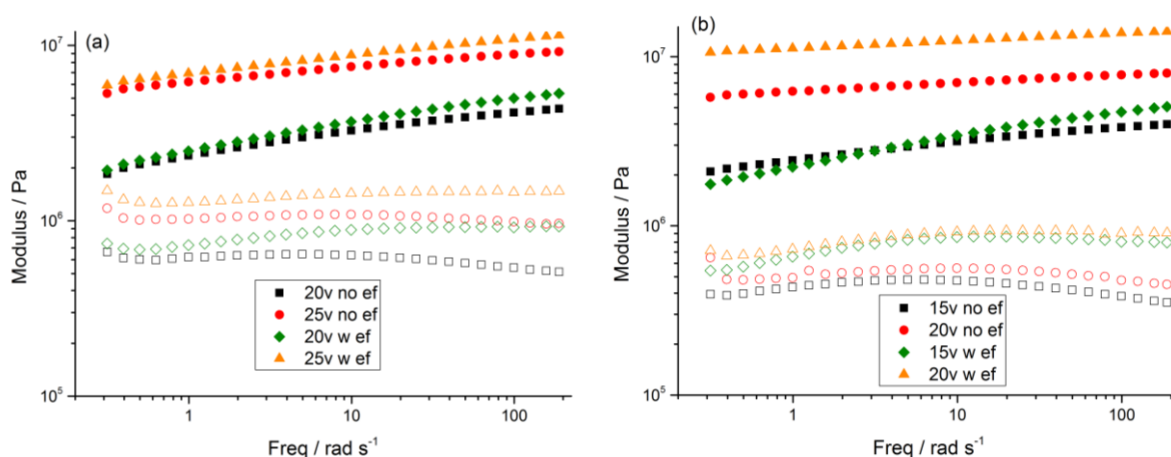 (a)
Modulus / Pa
10⁷
10⁶
10⁵
1
10
100
Freq / rad s⁻¹
20v no ef
25v no ef
20v w ef
25v w ef
(b)
Modulus / Pa
10⁷
10⁶
10⁵
1
10
100
Freq / rad s⁻¹
15v no ef
20v no ef
15v w ef
20v w ef